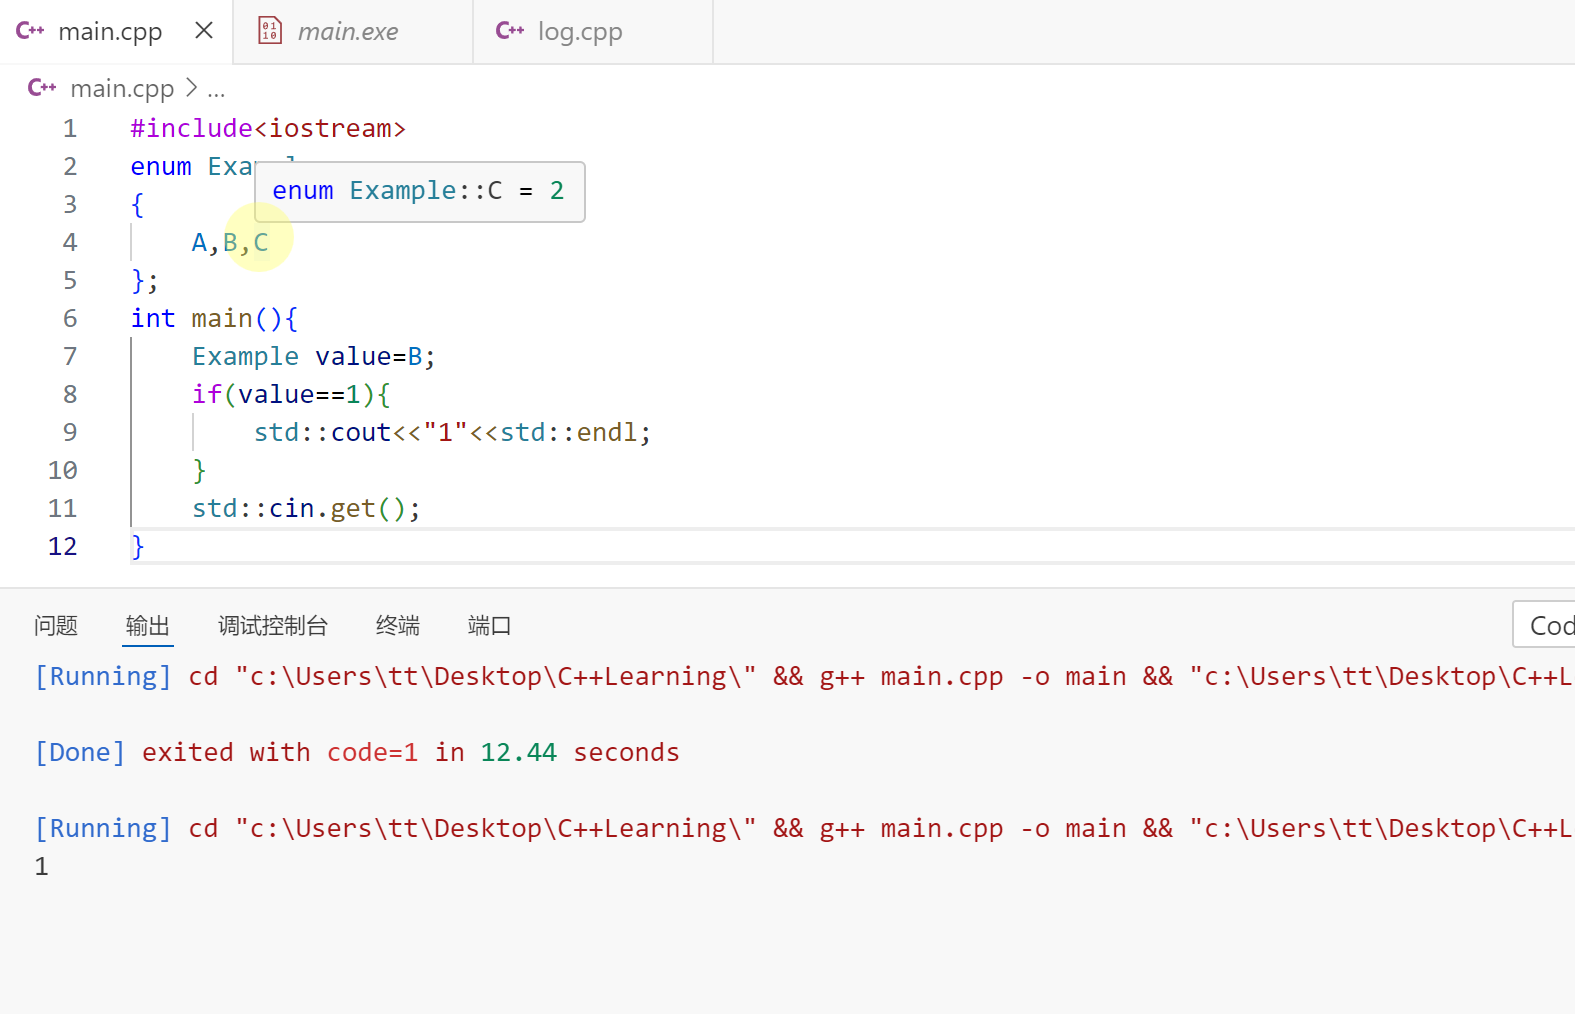 C++ main.cpp × main.exe C++ log.cpp
C++ main.cpp > ...
1 #include<iostream>
2 enum Exa
enum Example::C = 2
3 {
4 A,B,C
5 };
6 int main(){
7 Example value=B;
8 if(value==1){
9 std::cout<<"1"<<std::endl;
10 }
11 std::cin.get();
12 }
问题 输出 调试控制台 终端 端口 Cod
[Running] cd "c:\Users\tt\Desktop\C++Learning\" && g++ main.cpp -o main && "c:\Users\tt\Desktop\C++L
[Done] exited with code=1 in 12.44 seconds
[Running] cd "c:\Users\tt\Desktop\C++Learning\" && g++ main.cpp -o main && "c:\Users\tt\Desktop\C++L
1